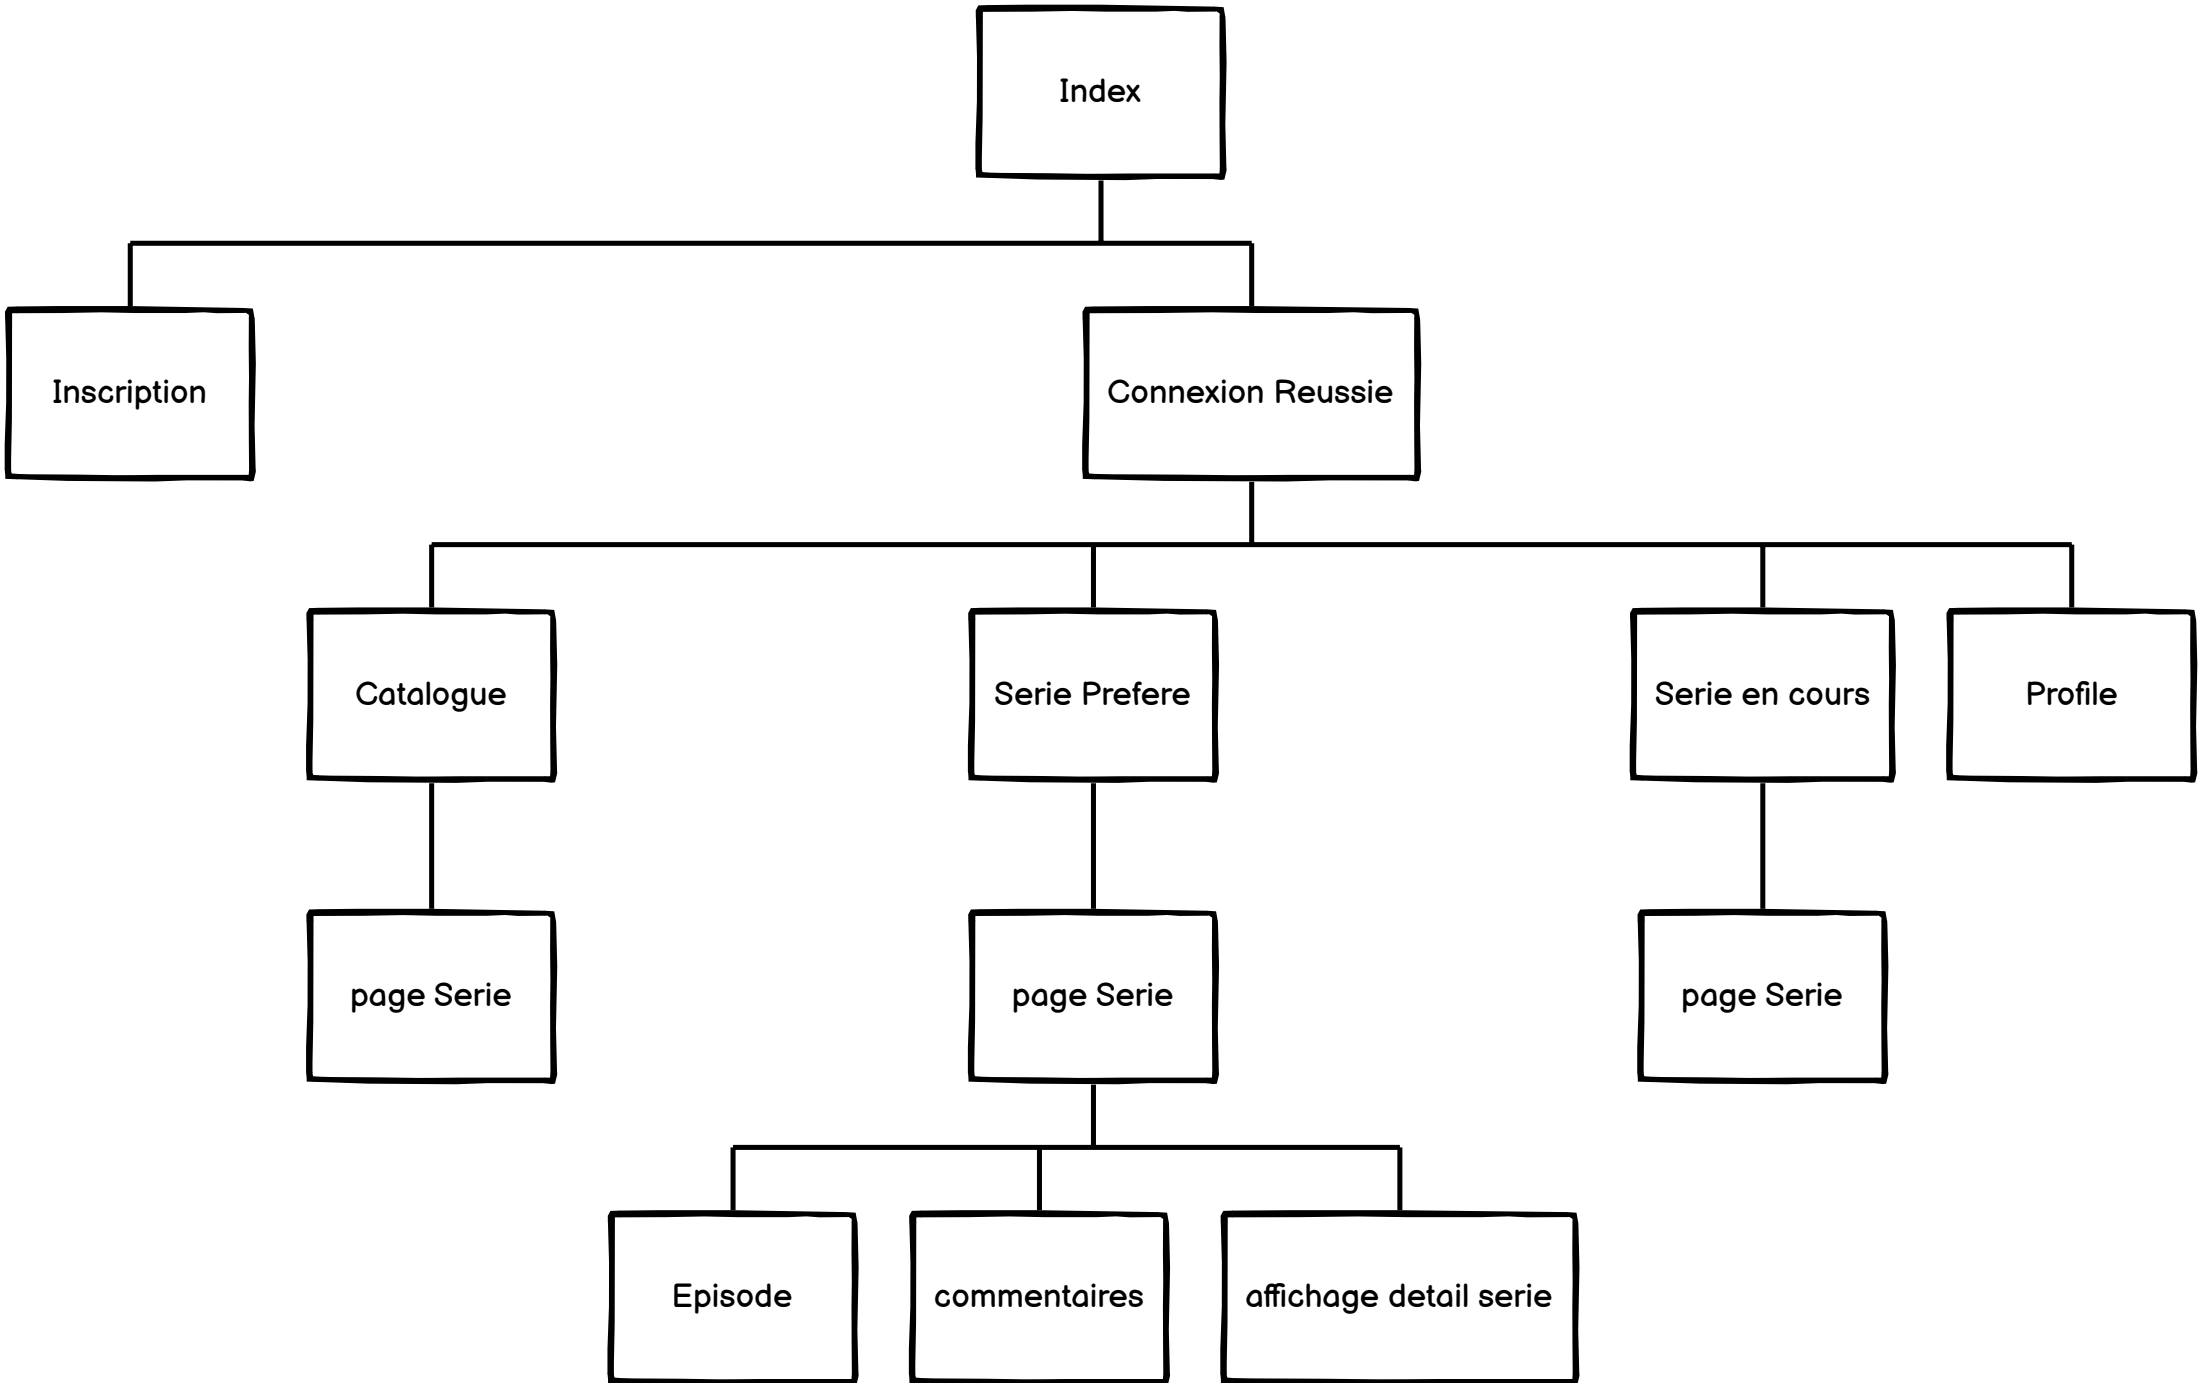 Index
Inscription
Connexion Reussie
Catalogue
Serie Prefere
Serie en cours
Profile
page Serie
page Serie
page Serie
Episode
commentaires
affichage detail serie